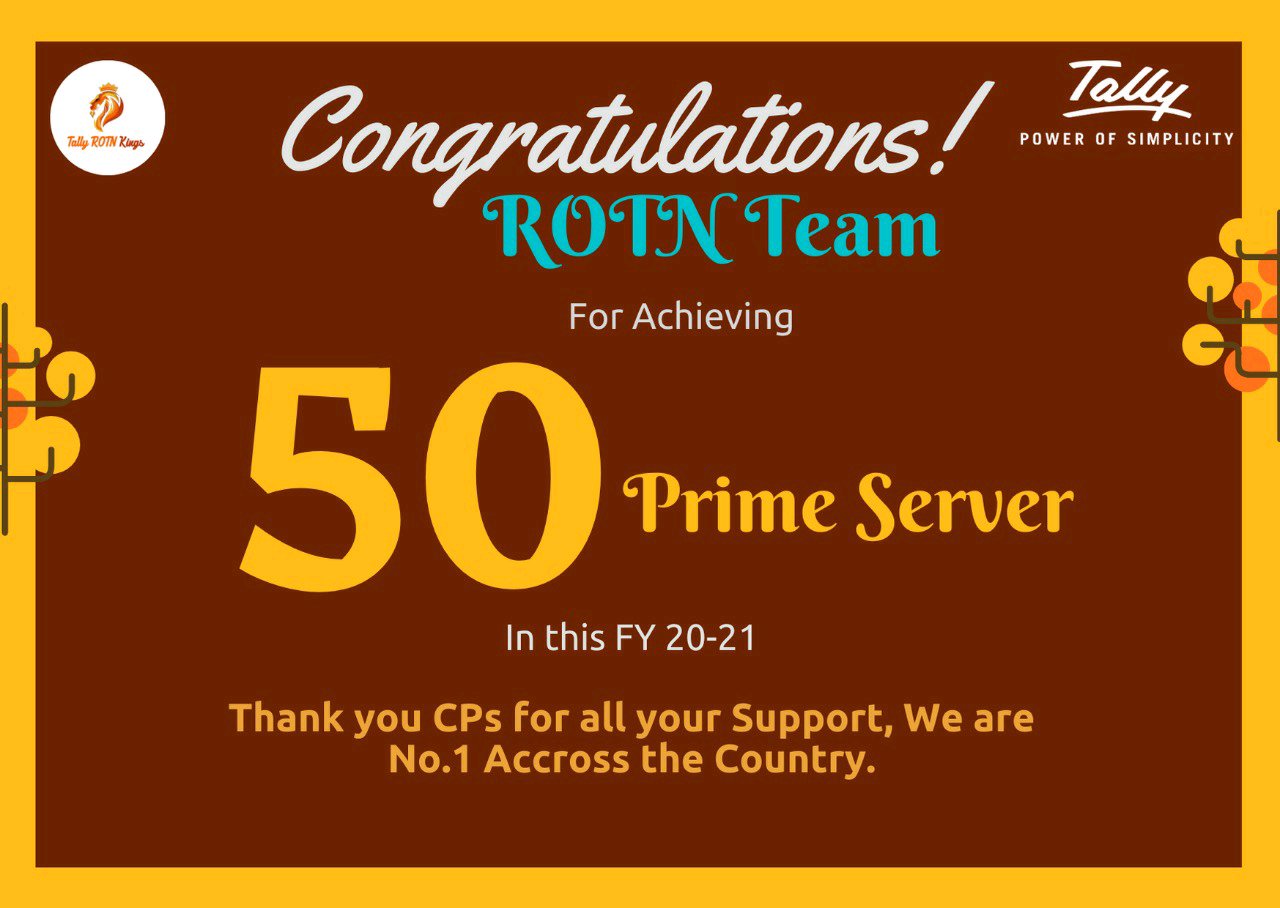 Tally ROTN Kings
Congratulations!
Tally
POWER OF SIMPLICITY
ROTN Team
For Achieving
50 Prime Server
In this FY 20-21
Thank you CPs for all your Support, We are
No.1 Accross the Country.